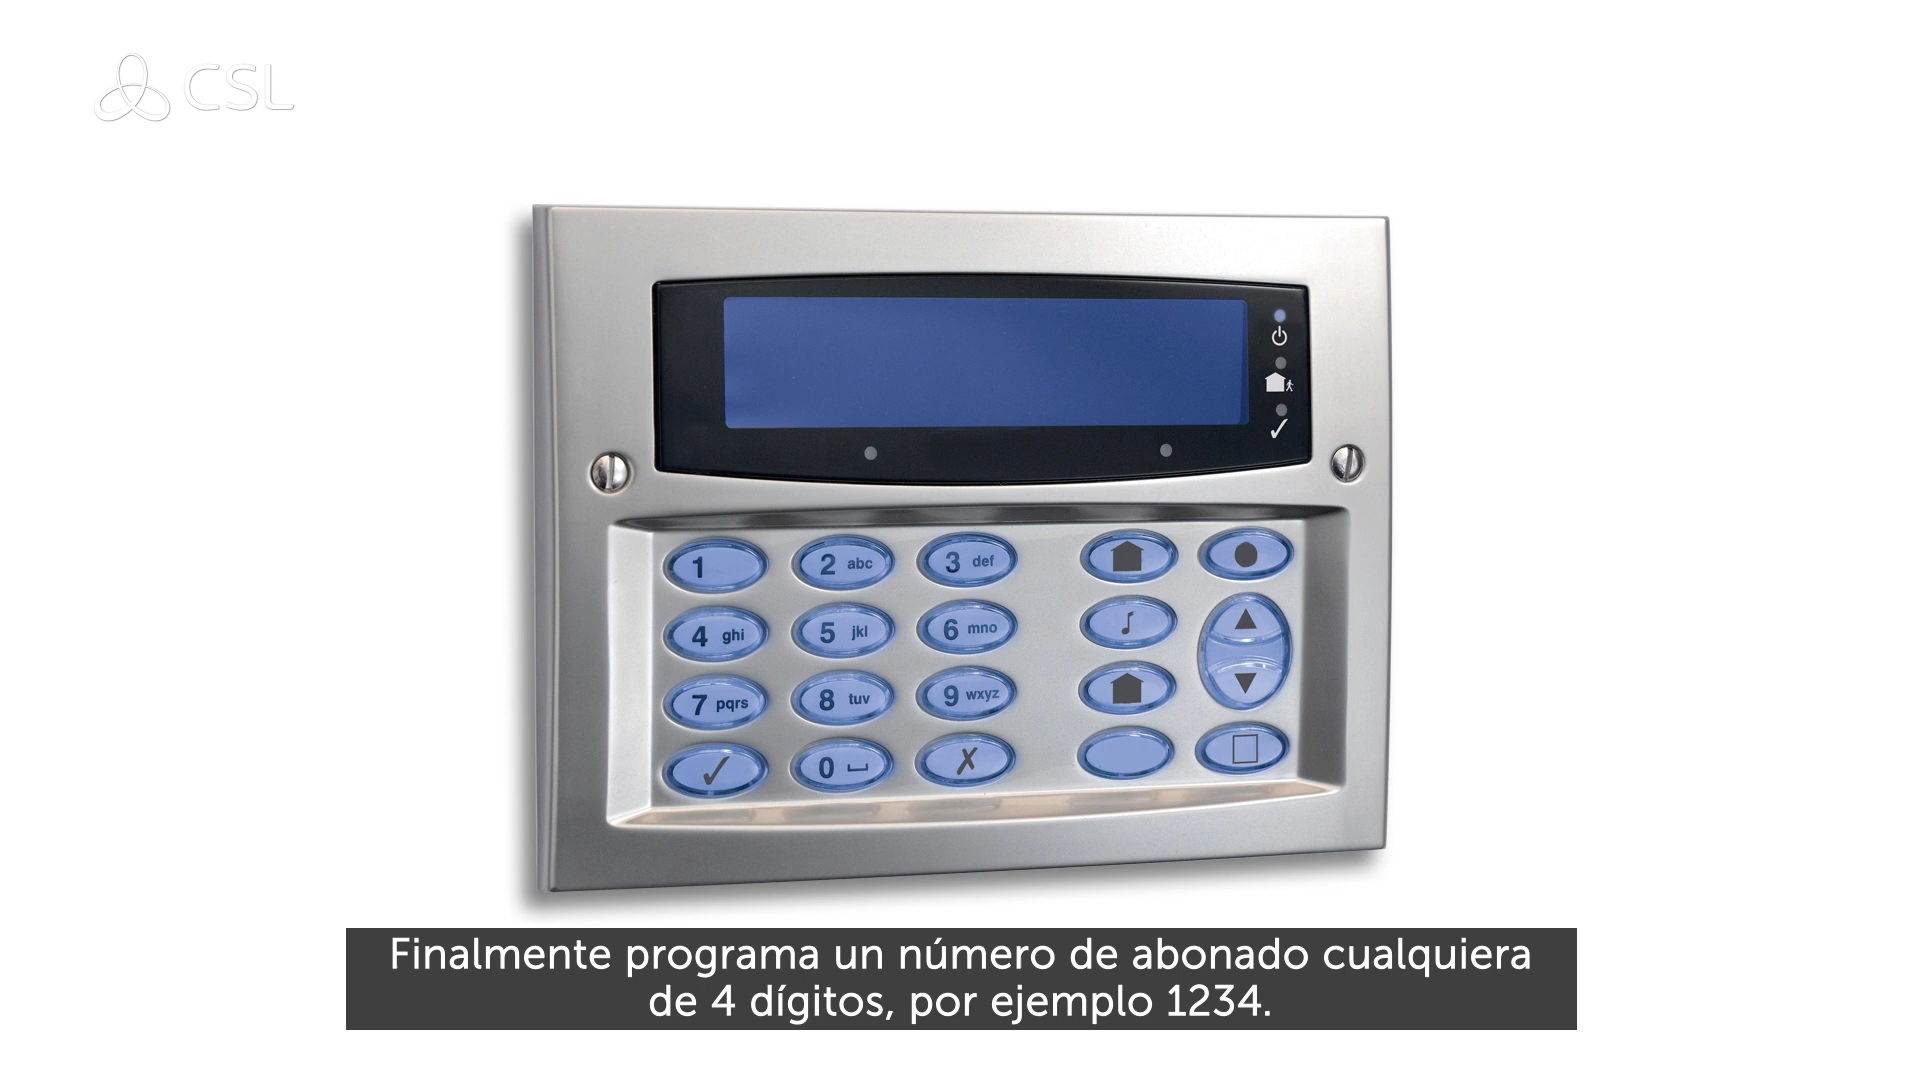 CSL
1
2 abc
3 def
4 ghi
5 jkl
6 mno
7 pqrs
8 tuv
9 wxyz
0
Finalmente programa un número de abonado cualquiera
de 4 dígitos, por ejemplo 1234.